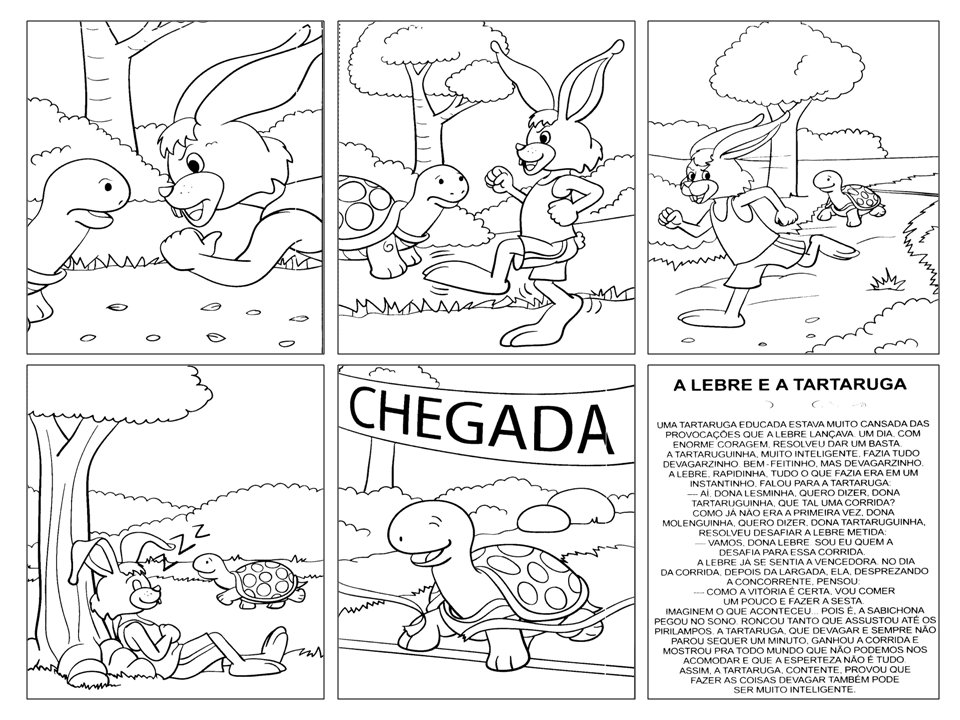 Z Z Z
CHEGADA
A LEBRE E A TARTARUGA
UMA TARTARUGA EDUCADA ESTAVA MUITO CANSADA DAS
PROVOCAÇÕES QUE A LEBRE LANÇAVA. UM DIA, COM
ENORME CORAGEM, RESOLVEU DAR UM BASTA.
A TARTARUGUINHA, MUITO INTELIGENTE, FAZIA TUDO
DEVAGARZINHO. BEM-FEITINHO, MAS DEVAGARZINHO.
A LEBRE, RAPIDINHA, TUDO O QUE FAZIA ERA EM UM
INSTANTINHO. FALOU PARA A TARTARUGA:
— AÍ, DONA LESMINHA, QUERO DIZER, DONA
TARTARUGUINHA, QUE TAL UMA CORRIDA?
COMO JÁ NÃO ERA A PRIMEIRA VEZ, DONA
MOLENGUINHA, QUERO DIZER, DONA TARTARUGUINHA,
RESOLVEU DESAFIAR A LEBRE METIDA:
— VAMOS, DONA LEBRE. SOU EU QUEM A
DESAFIA PARA ESSA CORRIDA.
A LEBRE JÁ SE SENTIA A VENCEDORA. NO DIA
DA CORRIDA, DEPOIS DA LARGADA, ELA, DESPREZANDO
A CONCORRENTE, PENSOU:
— COMO A VITÓRIA É CERTA, VOU COMER
UM POUCO E FAZER A SESTA.
IMAGINEM O QUE ACONTECEU... POIS É, A SABICHONA
PEGOU NO SONO. RONCOU TANTO QUE ASSUSTOU ATÉ OS
PIRILAMPOS. A TARTARUGA, QUE DEVAGAR E SEMPRE NÃO
PAROU SEQUER UM MINUTO, GANHOU A CORRIDA E
MOSTROU PRA TODO MUNDO QUE NÃO PODEMOS NOS
ACOMODAR E QUE A ESPERTEZA NÃO É TUDO.
ASSIM, A TARTARUGA, CONTENTE, PROVOU QUE
FAZER AS COISAS DEVAGAR TAMBÉM PODE
SER MUITO INTELIGENTE.